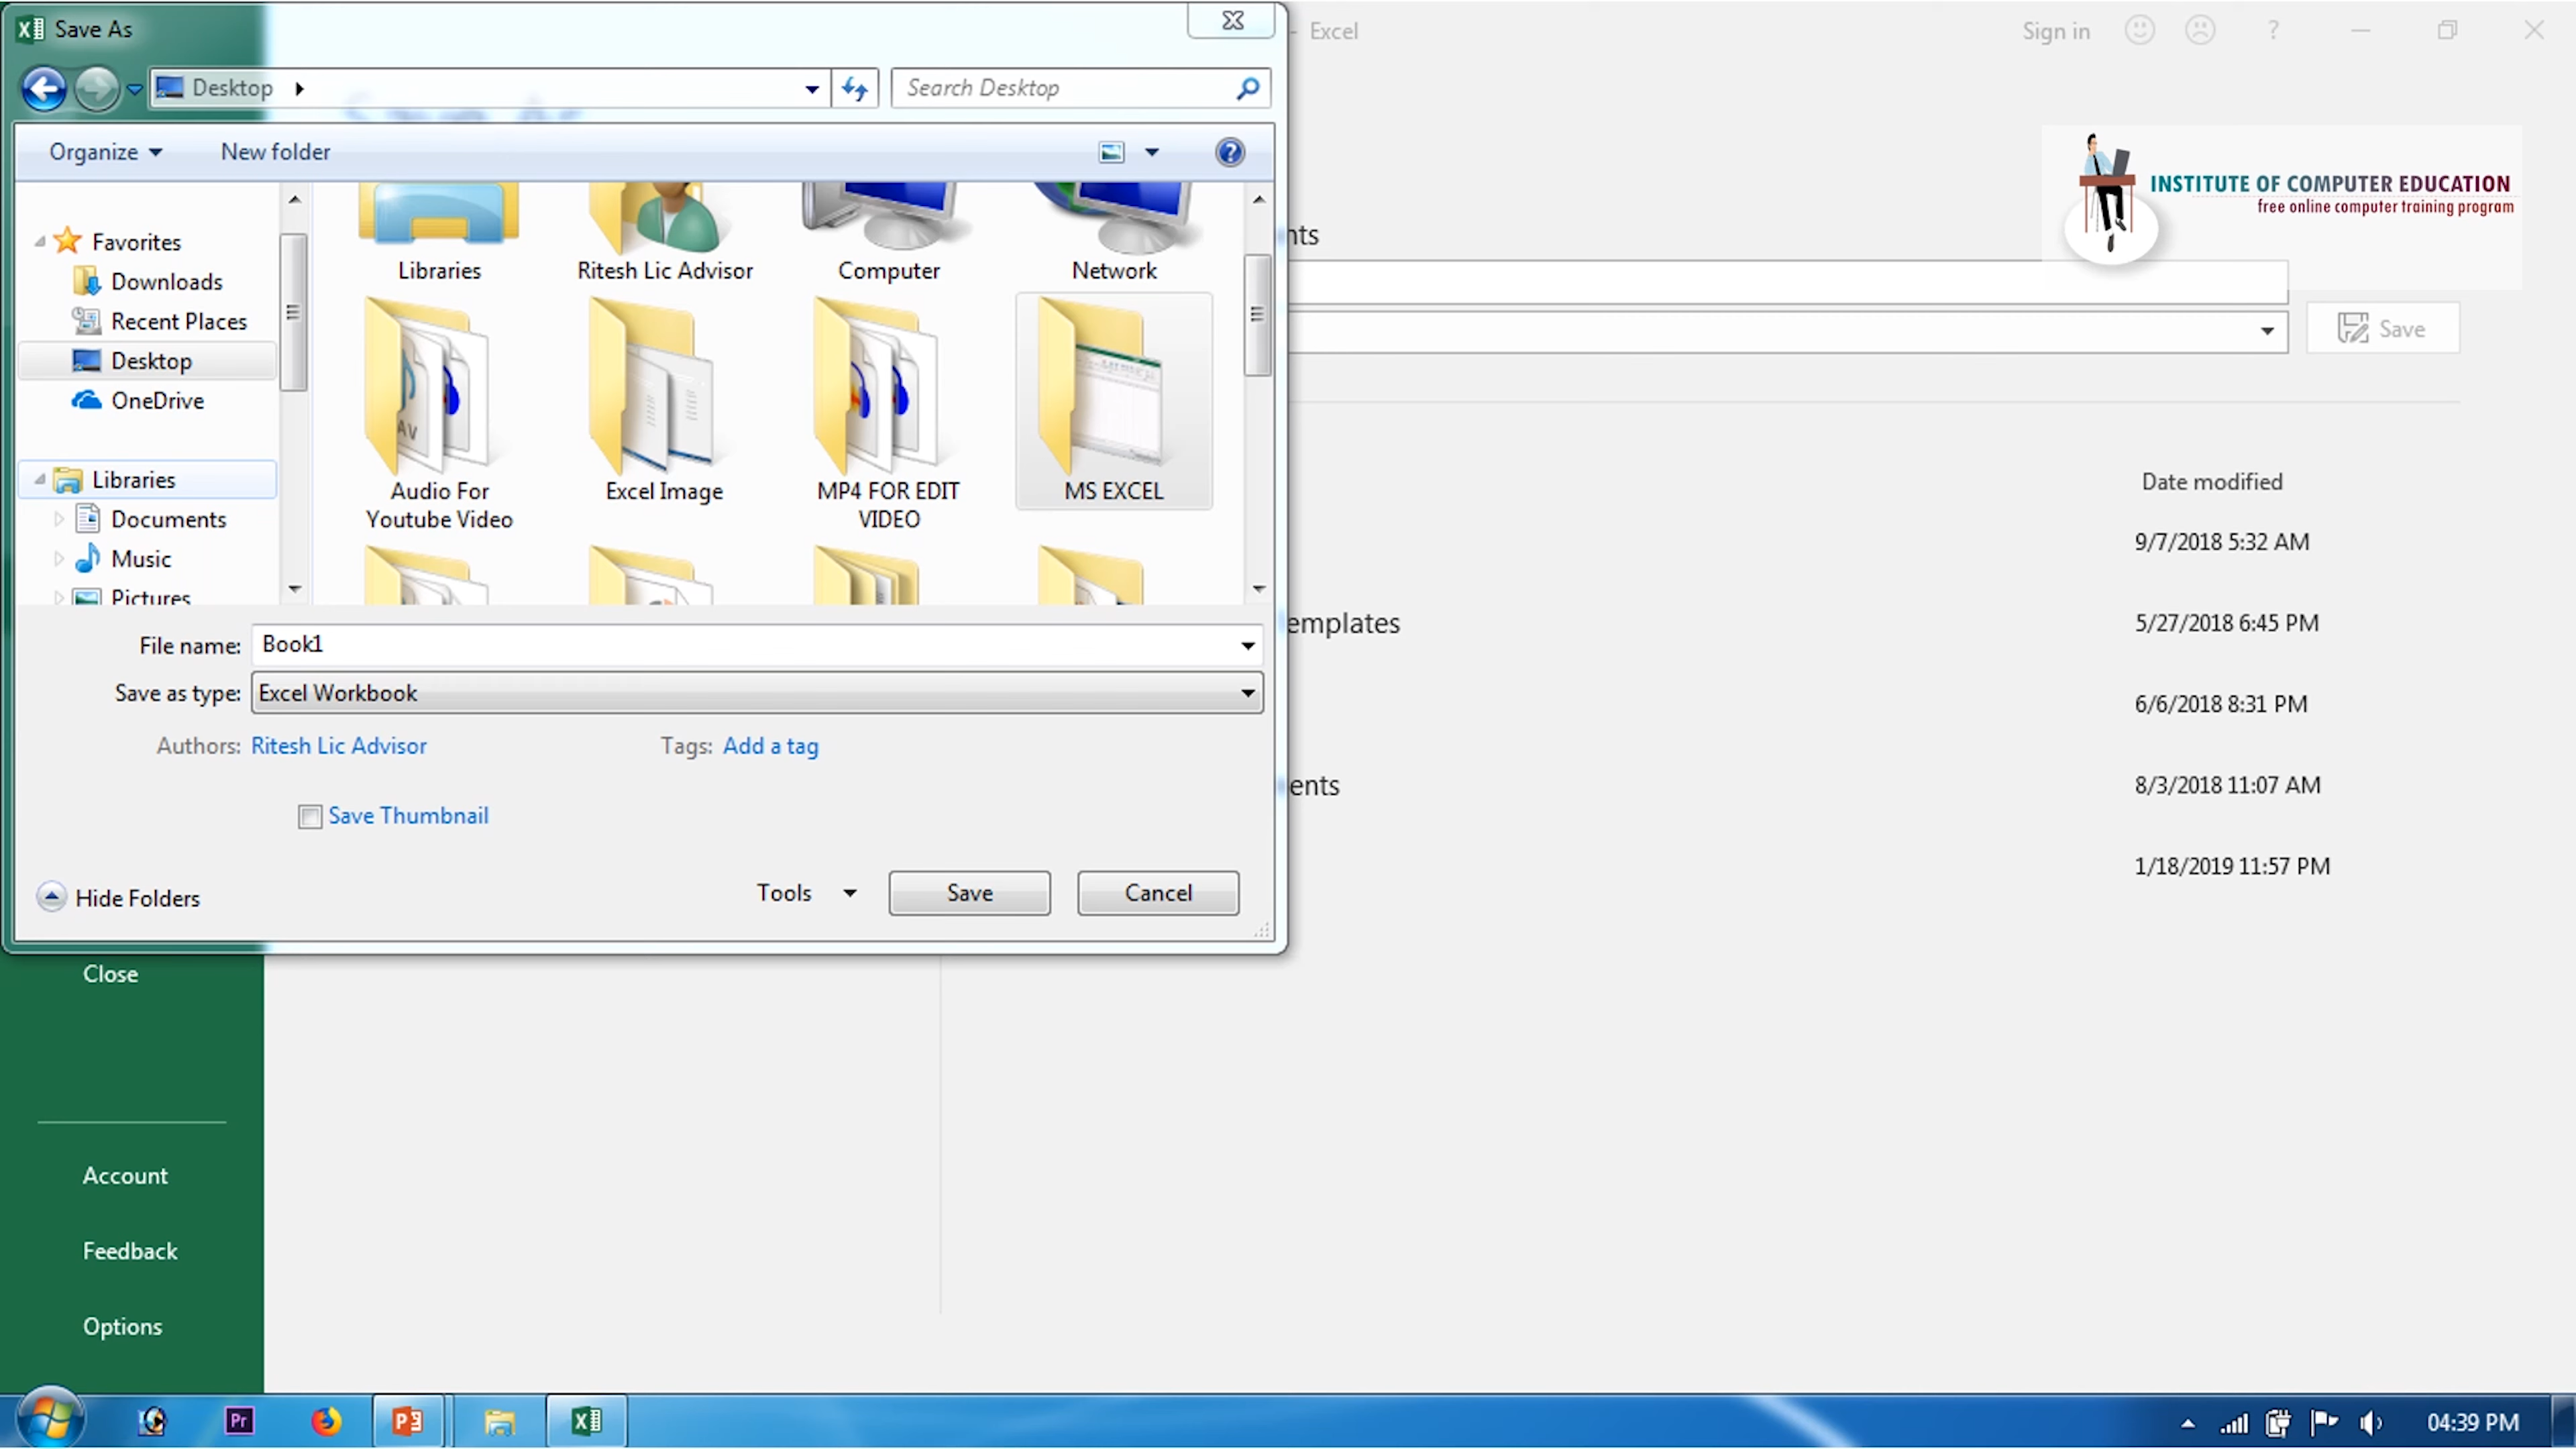 Save As
- Excel
Sign in
?
Desktop
Search Desktop
Organize
New folder
INSTITUTE OF COMPUTER EDUCATION
free online computer training program
Favorites
Downloads
Recent Places
Desktop
OneDrive
Libraries
Documents
Music
Pictures
Libraries
Ritesh Lic Advisor
Computer
Network
Audio For
Youtube Video
Excel Image
MP4 FOR EDIT
VIDEO
MS EXCEL
nts
Save
Date modified
9/7/2018 5:32 AM
emplates
5/27/2018 6:45 PM
6/6/2018 8:31 PM
ents
8/3/2018 11:07 AM
1/18/2019 11:57 PM
File name: Book1
Save as type: Excel Workbook
Authors: Ritesh Lic Advisor
Tags: Add a tag
Save Thumbnail
Hide Folders
Tools
Save
Cancel
Close
Account
Feedback
Options
04:39 PM